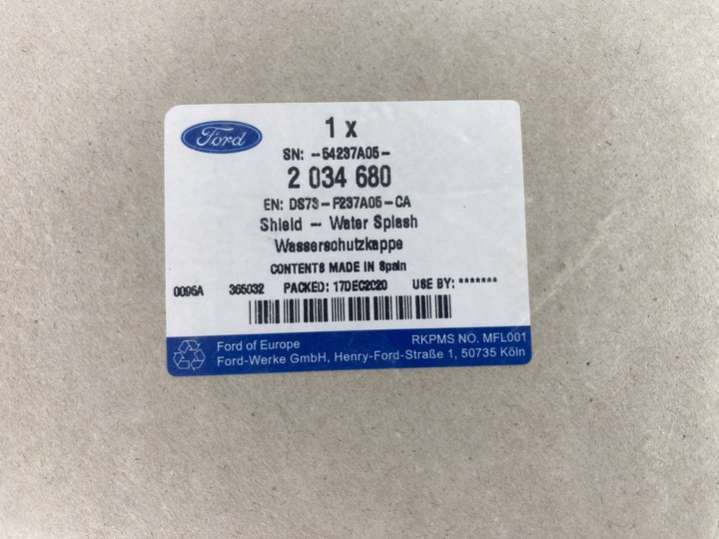 Ford
1 x
SN: -54237A05-
2 034 680
EN: DS73-F237A05-CA
Shield - Water Splash
Wasserschutzkappe
CONTENTS MADE IN Spain
0095A 365032 PACKED: 17DEC2020 USE BY: *******
Ford of Europe RKPMS NO. MFL001
Ford-Werke GmbH, Henry-Ford-Straße 1, 50735 Köln